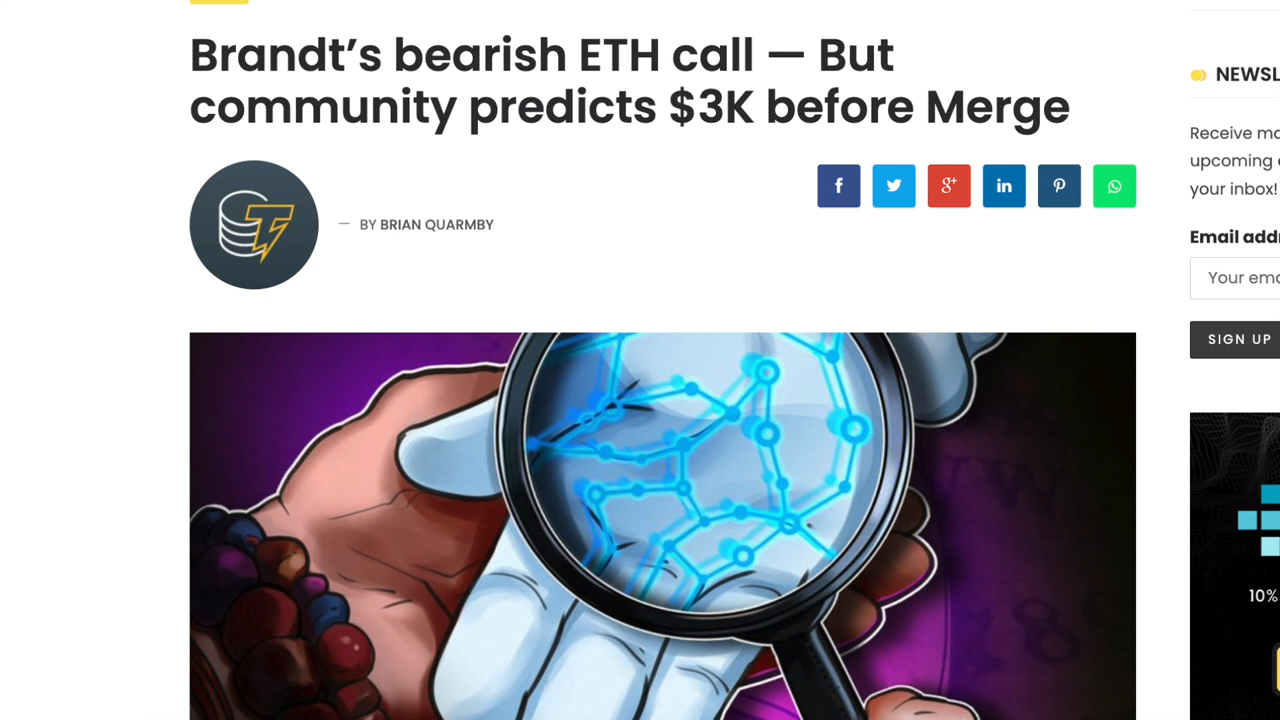 Brandt’s bearish ETH call — But
community predicts $3K before Merge
— BY BRIAN QUARMBY
NEWSL
Receive mo
upcoming
your inbox!
Email addr
Your ema
SIGN UP
10%